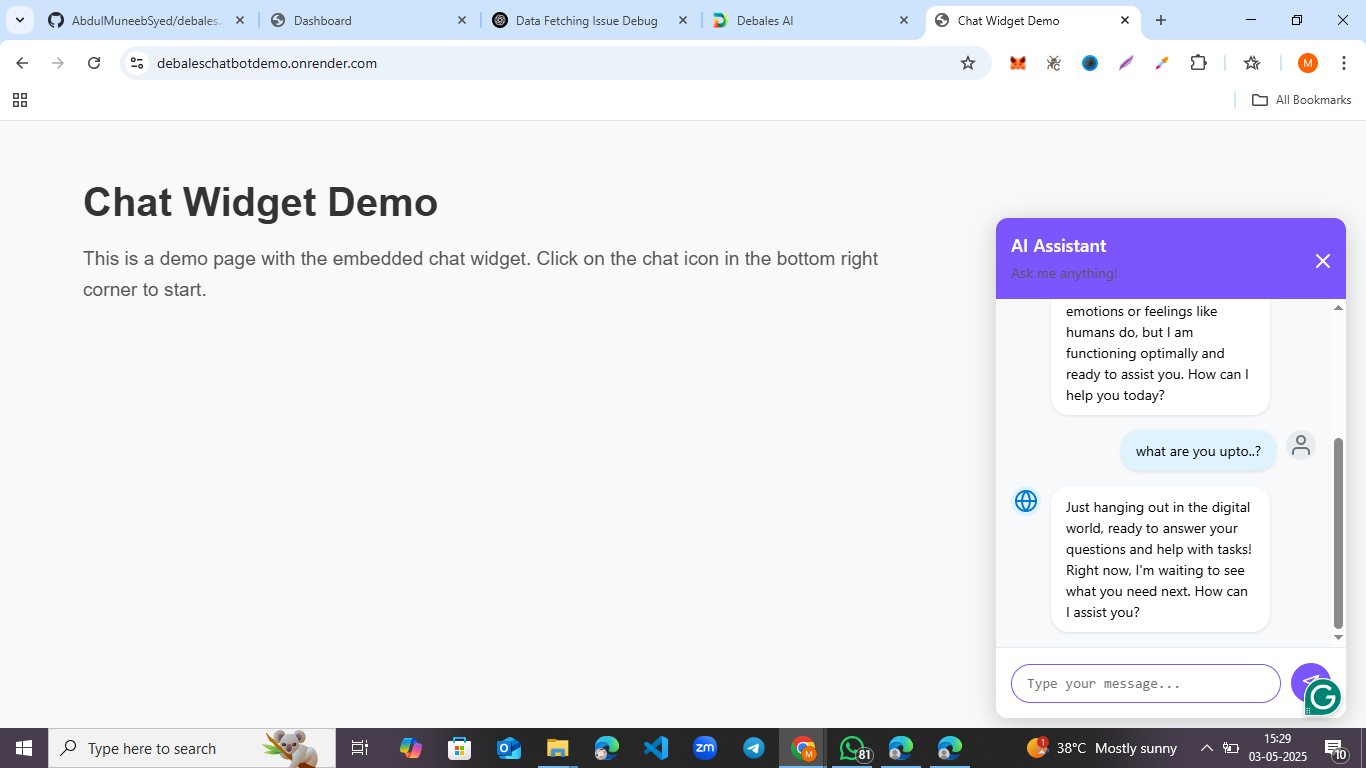 AbdulMuneebSyed/debales.a
Dashboard
Data Fetching Issue Debug
Debales AI
Chat Widget Demo
debaleschatbotdemo.onrender.com
M
All Bookmarks
Chat Widget Demo
This is a demo page with the embedded chat widget. Click on the chat icon in the bottom right
corner to start.
AI Assistant
Ask me anything!
emotions or feelings like
humans do, but I am
functioning optimally and
ready to assist you. How can I
help you today?
what are you upto..?
Just hanging out in the digital
world, ready to answer your
questions and help with tasks!
Right now, I'm waiting to see
what you need next. How can
I assist you?
Type your message...
G
Type here to search
zm
M
81
1
38°C Mostly sunny
15:29
03-05-2025
10